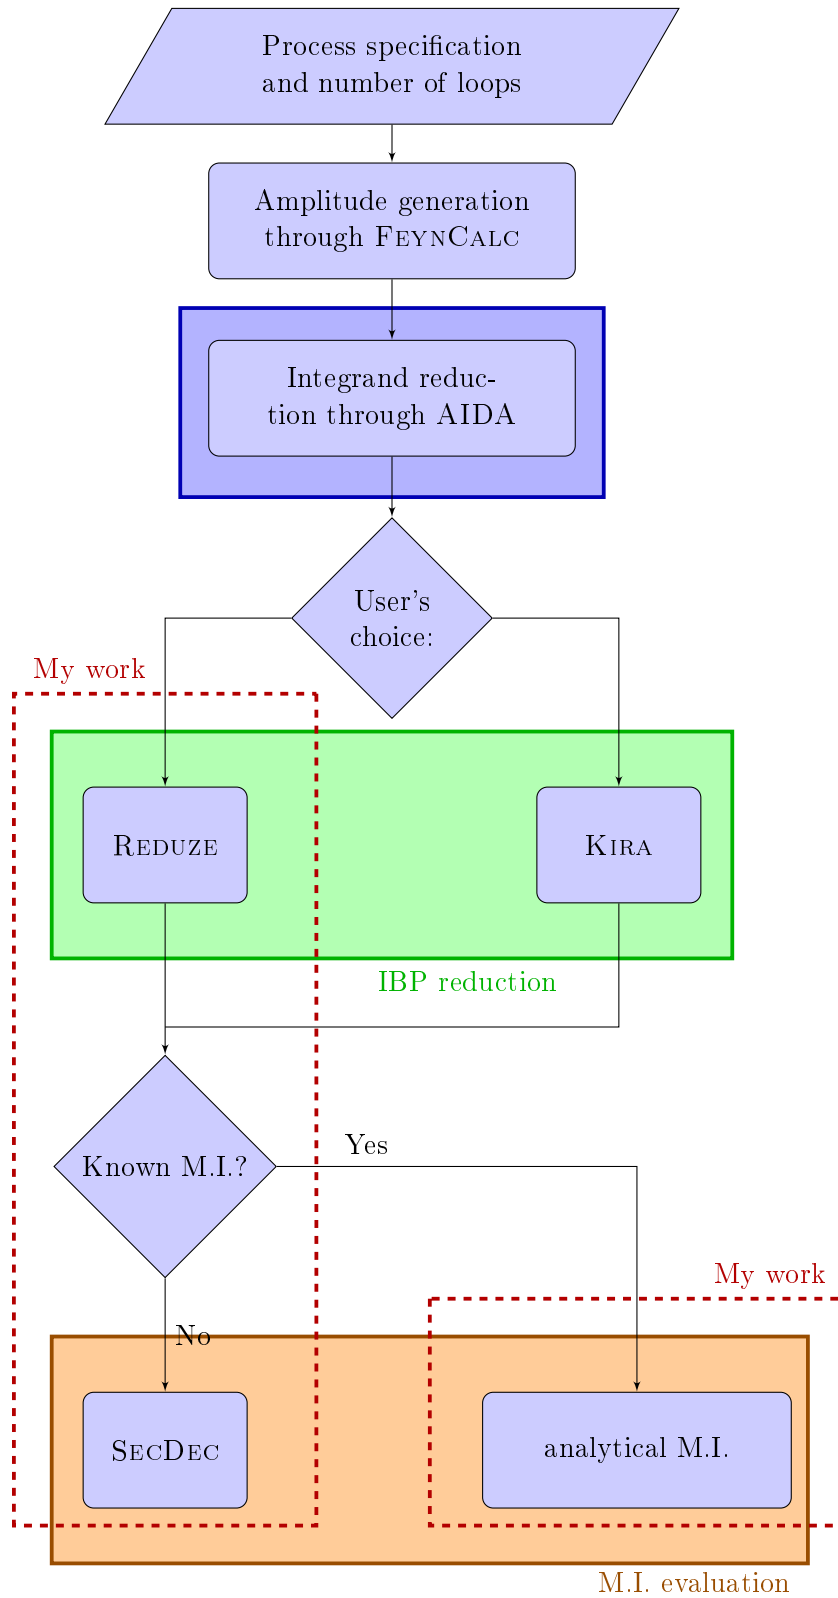 Process specification
and number of loops
Amplitude generation
through FEYNCALC
Integrand reduc-
tion through AIDA
User's
choice:
My work
REDUZE
KIRA
IBP reduction
Known M.I.?
Yes
My work
No
SECDEC
analytical M.I.
M.I. evaluation